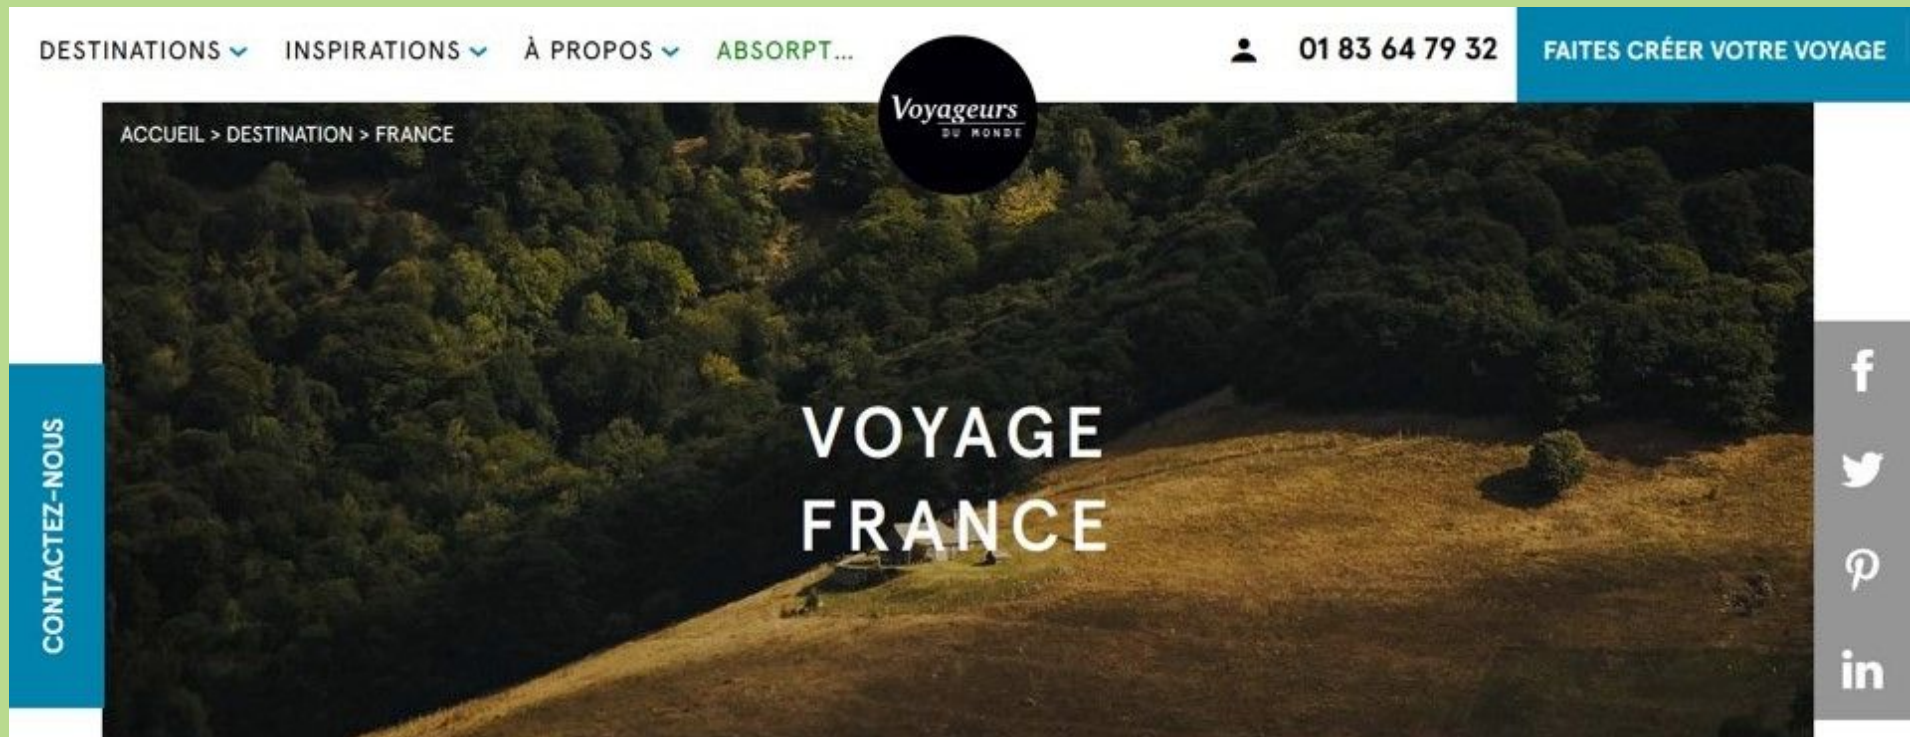 DESTINATIONS INSPIRATIONS À PROPOS ABSORPT... 01 83 64 79 32 FAITES CRÉER VOTRE VOYAGE
Voyageurs
DU MONDE
ACCUEIL > DESTINATION > FRANCE
VOYAGE
FRANCE
CONTACTEZ-NOUS
f
in